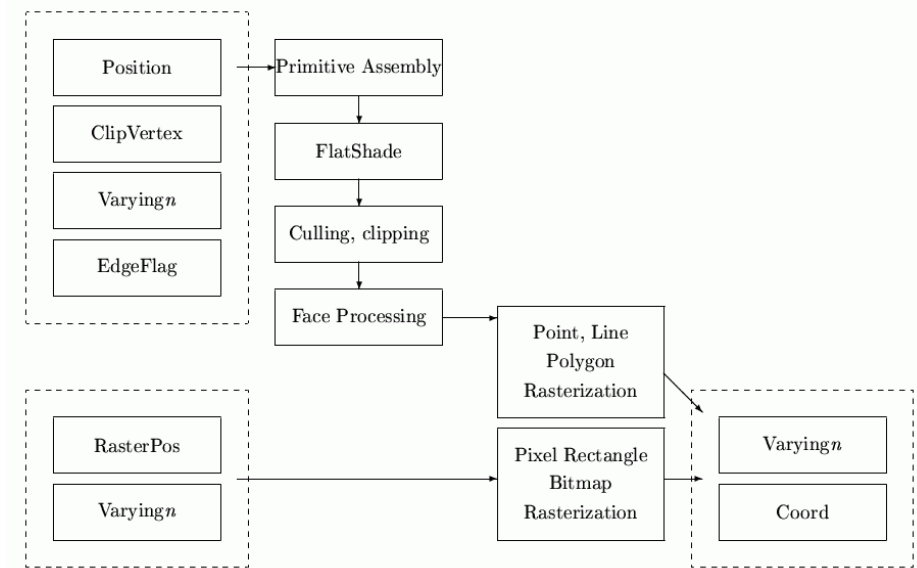 Position
ClipVertex
Varyingn
EdgeFlag
Primitive Assembly
FlatShade
Culling, clipping
Face Processing
Point, Line
Polygon
Rasterization
RasterPos
Varyingn
Pixel Rectangle
Bitmap
Rasterization
Varyingn
Coord